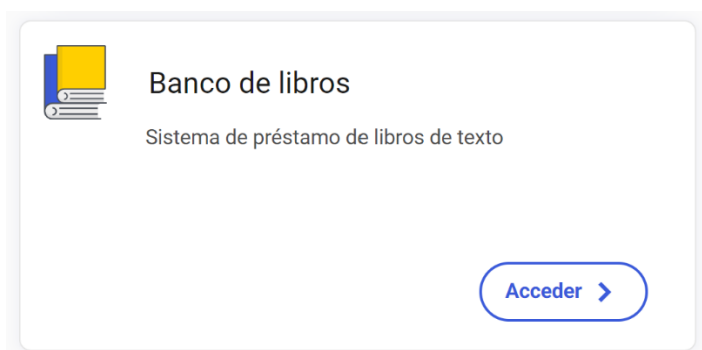 Banco de libros
Sistema de préstamo de libros de texto
Acceder